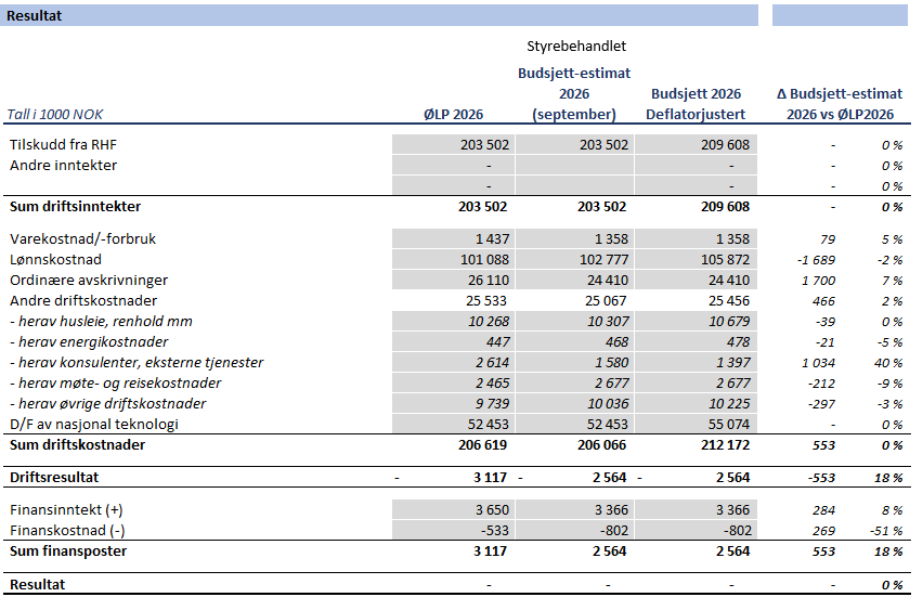 Resultat
Styrebehandlet
Budsjett-estimat
2026 Budsjett 2026 Δ Budsjett-estimat
Tall i 1000 NOK ØLP 2026 (september) Deflatorjustert 2026 vs ØLP2026
Tilskudd fra RHF 203 502 203 502 209 608 - 0 %
Andre inntekter - - - 0 %
- - 0 %
Sum driftsinntekter 203 502 203 502 209 608 - 0 %
Varekostnad/-forbruk 1 437 1 358 1 358 79 5 %
Lønnskostnad 101 088 102 777 105 872 -1 689 -2 %
Ordinære avskrivninger 26 110 24 410 24 410 1 700 7 %
Andre driftskostnader 25 533 25 067 25 456 466 2 %
- herav husleie, renhold mm 10 268 10 307 10 679 -39 0 %
- herav energikostnader 447 468 478 -21 -5 %
- herav konsulenter, eksterne tjenester 2 614 1 580 1 397 1 034 40 %
- herav møte- og reisekostnader 2 465 2 677 2 677 -212 -9 %
- herav øvrige driftskostnader 9 739 10 036 10 225 -297 -3 %
D/F av nasjonal teknologi 52 453 52 453 55 074 - 0 %
Sum driftskostnader 206 619 206 066 212 172 553 0 %
Driftsresultat - 3 117 - 2 564 - 2 564 -553 18 %
Finansinntekt (+) 3 650 3 366 3 366 284 8 %
Finanskostnad (-) -533 -802 -802 269 -51 %
Sum finansposter 3 117 2 564 2 564 553 18 %
Resultat - - - - 0 %